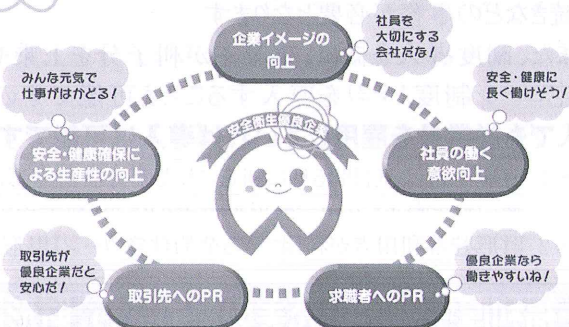 企業イメージの
向上
社員を
大切にする
会社だな!
みんな元気で
仕事がはかどる!
安全・健康に
長く働けそう!
安全衛生優良企業
安全・健康確保に
よる生産性の向上
社員の働く
意欲向上
取引先が
優良企業だと
安心だ!
優良企業なら
働きやすいね!
取引先へのPR
求職者へのPR